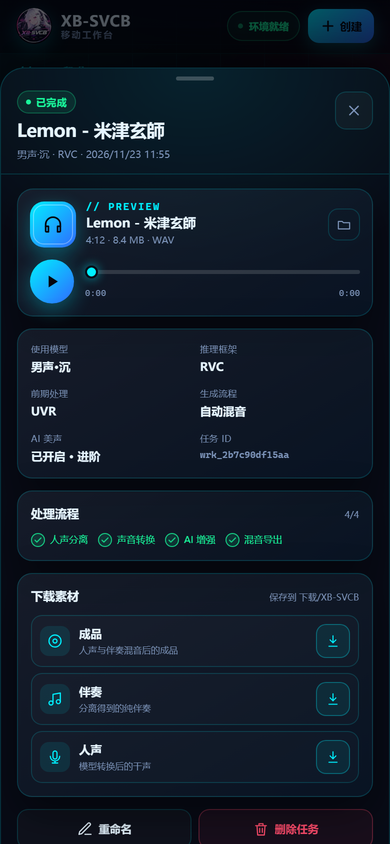 XB-SVCB
XB-SVCB
移动工作台
环境就绪
+ 创建
已完成
Lemon - 米津玄師
男声·沉 · RVC · 2026/11/23 11:55
// PREVIEW
Lemon - 米津玄師
4:12 · 8.4 MB · WAV
0:00
0:00
使用模型
推理框架
男声•沉
RVC
前期处理
生成流程
UVR
自动混音
AI 美声
任务 ID
已开启 • 进阶
wrk_2b7c90df15aa
处理流程
4/4
人声分离
声音转换
AI 增强
混音导出
下载素材
保存到 下载/XB-SVCB
成品
人声与伴奏混音后的成品
伴奏
分离得到的纯伴奏
人声
模型转换后的干声
重命名
删除任务